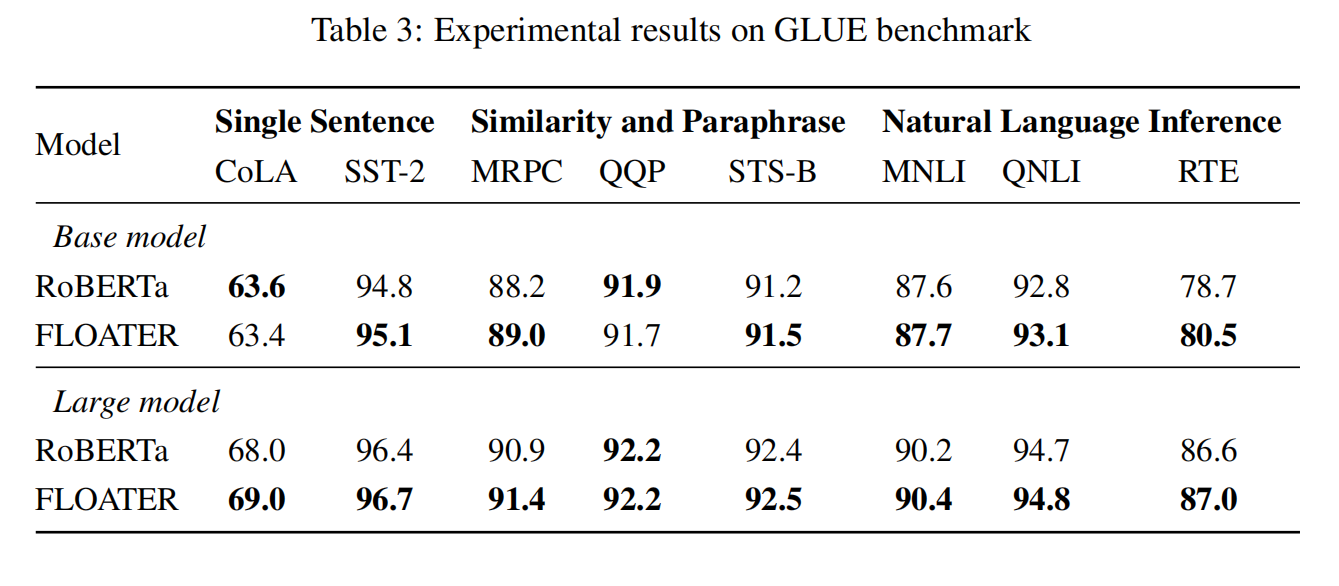 Table 3: Experimental results on GLUE benchmark
Model Single Sentence Similarity and Paraphrase Natural Language Inference
CoLA SST-2 MRPC QQP STS-B MNLI QNLI RTE
Base model
RoBERTa 63.6 94.8 88.2 91.9 91.2 87.6 92.8 78.7
FLOATER 63.4 95.1 89.0 91.7 91.5 87.7 93.1 80.5
Large model
RoBERTa 68.0 96.4 90.9 92.2 92.4 90.2 94.7 86.6
FLOATER 69.0 96.7 91.4 92.2 92.5 90.4 94.8 87.0